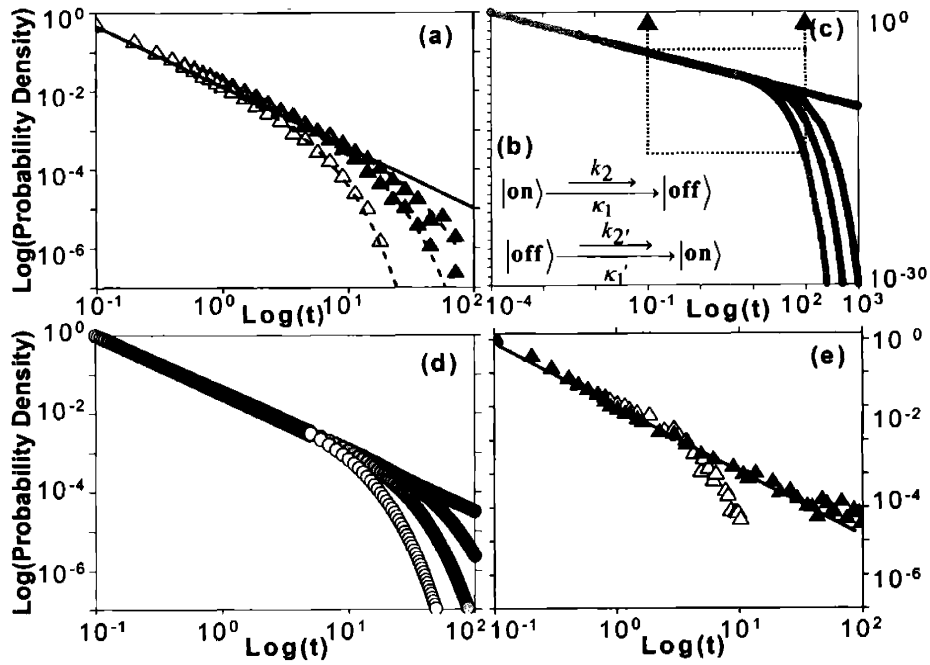 Log(Probability Density)
10^0
10^-2
10^-4
10^-6
(a)
10^-1
10^0
10^1
10^2
Log(t)
(b)
(c)
|on⟩ k_2 κ_1 |off⟩
|off⟩ k_2' κ_1' |on⟩
10^0
10^-30
10^-4
10^-1
10^2
10^3
Log(t)
Log(Probability Density)
10^0
10^-2
10^-4
10^-6
(d)
10^-1
10^0
10^1
10^2
Log(t)
(e)
10^0
10^-2
10^-4
10^-6
10^-1
10^0
10^1
10^2
Log(t)